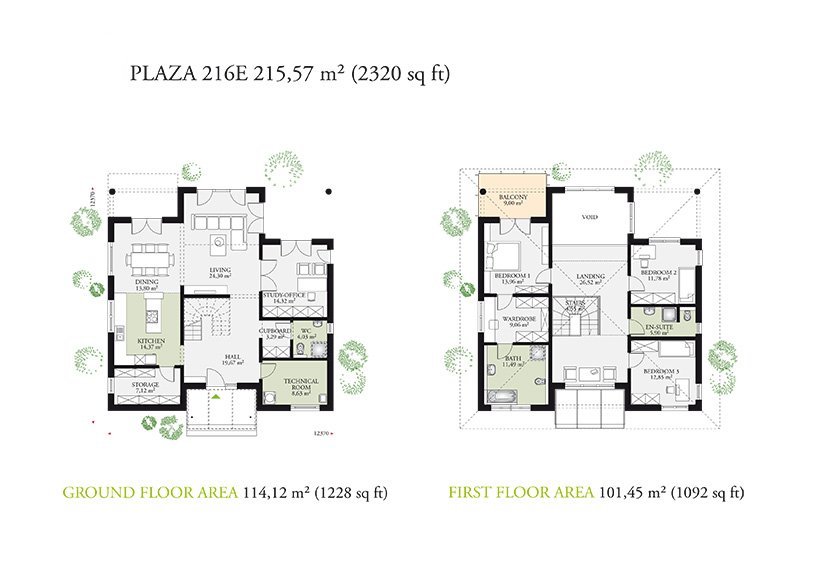 PLAZA 216E 215,57 m² (2320 sq ft)
12370
DINING
13,80 m²
LIVING
24,30 m²
STUDY-OFFICE
14,32 m²
KITCHEN
14,37 m²
HALL
19,67 m²
CUPBOARD
3,29 m²
WC
4,03 m²
STORAGE
7,12 m²
TECHNICAL
ROOM
8,63 m²
12370
GROUND FLOOR AREA 114,12 m² (1228 sq ft)
BALCONY
9,00 m²
VOID
BEDROOM 1
13,96 m²
LANDING
26,52 m²
BEDROOM 2
11,78 m²
STAIRS
WARDROBE
9,06 m²
EN-SUITE
5,90 m²
BATH
11,49 m²
BEDROOM 3
12,85 m²
FIRST FLOOR AREA 101,45 m² (1092 sq ft)